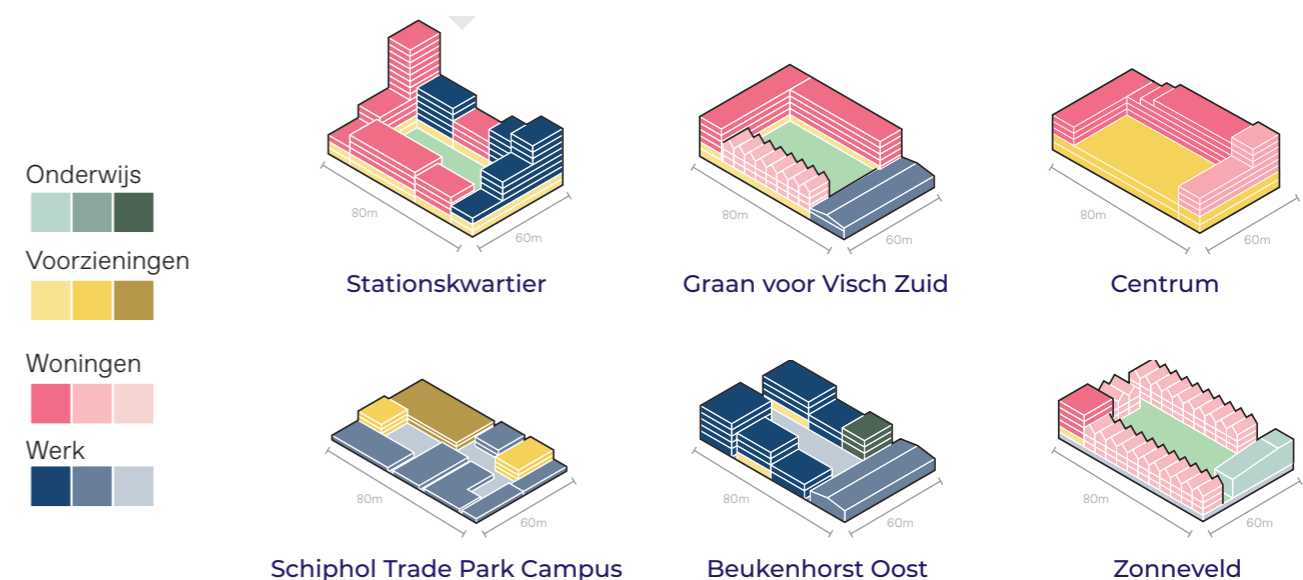 Onderwijs
Voorzieningen
Woningen
Werk
80m
60m
Stationskwartier
80m
60m
Graan voor Visch Zuid
80m
60m
Centrum
80m
60m
Schiphol Trade Park Campus
80m
60m
Beukenhorst Oost
80m
60m
Zonneveld